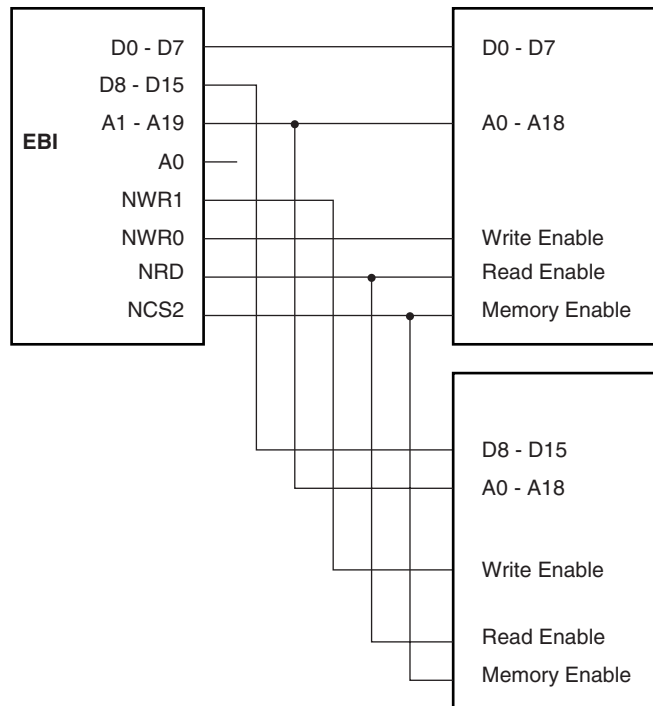 D0 - D7
D8 - D15
A1 - A19
EBI
A0
NWR1
NWR0
NRD
NCS2
D0 - D7
A0 - A18
Write Enable
Read Enable
Memory Enable
D8 - D15
A0 - A18
Write Enable
Read Enable
Memory Enable